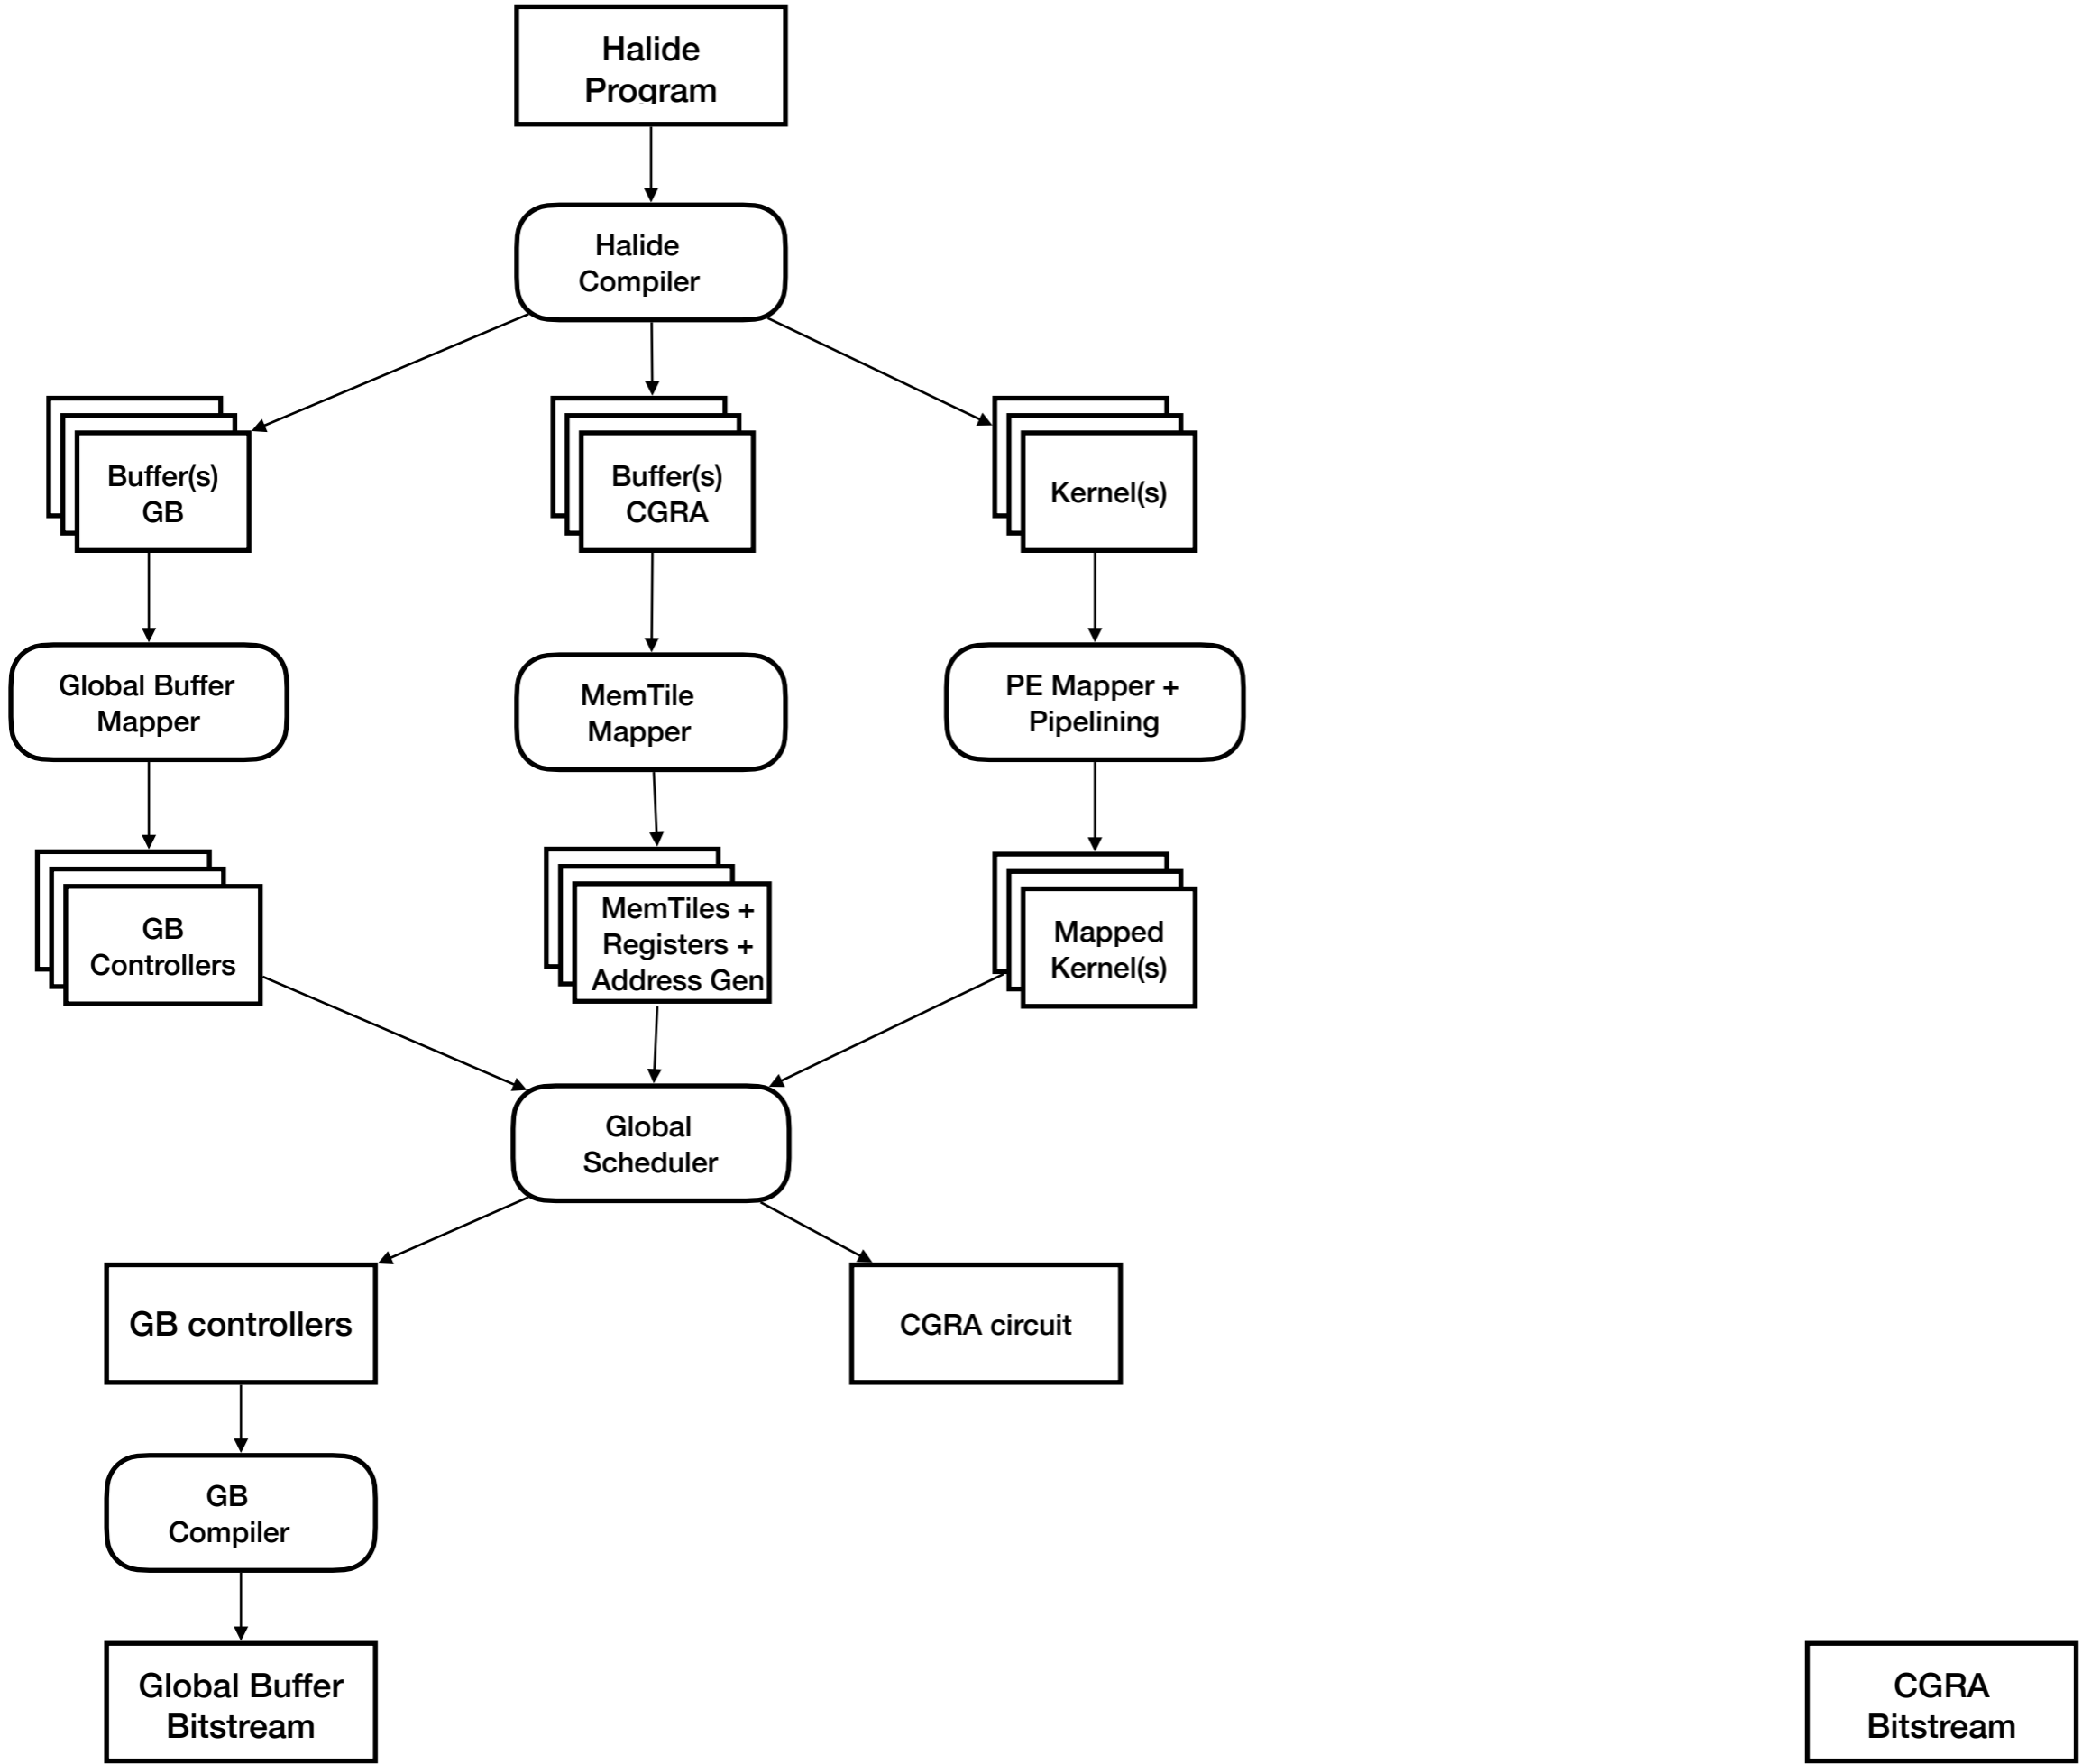 Halide
Program
Halide
Compiler
Buffer(s)
GB
Buffer(s)
CGRA
Kernel(s)
Global Buffer
Mapper
MemTile
Mapper
PE Mapper +
Pipelining
GB
Controllers
MemTiles +
Registers +
Address Gen
Mapped
Kernel(s)
Global
Scheduler
GB controllers
CGRA circuit
GB
Compiler
Global Buffer
Bitstream
CGRA
Bitstream